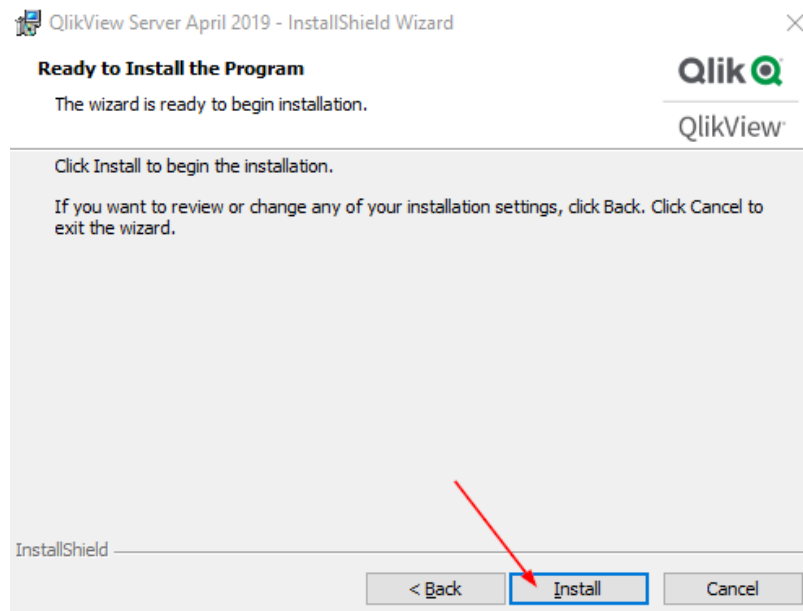 QlikView Server April 2019 - InstallShield Wizard
Ready to Install the Program
The wizard is ready to begin installation.
Qlik
QlikView
Click Install to begin the installation.
If you want to review or change any of your installation settings, click Back. Click Cancel to
exit the wizard.
InstallShield
< Back
Install
Cancel